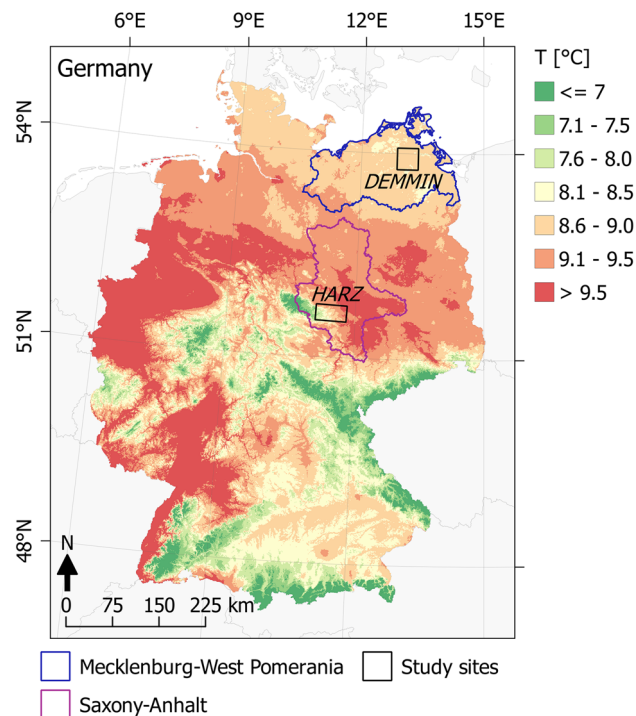 6°E 9°E 12°E 15°E
Germany
T [°C]
<= 7
7.1 - 7.5
7.6 - 8.0
8.1 - 8.5
8.6 - 9.0
9.1 - 9.5
> 9.5
54°N
51°N
48°N
DEMMIN
HARZ
N
0 75 150 225 km
Mecklenburg-West Pomerania
Study sites
Saxony-Anhalt